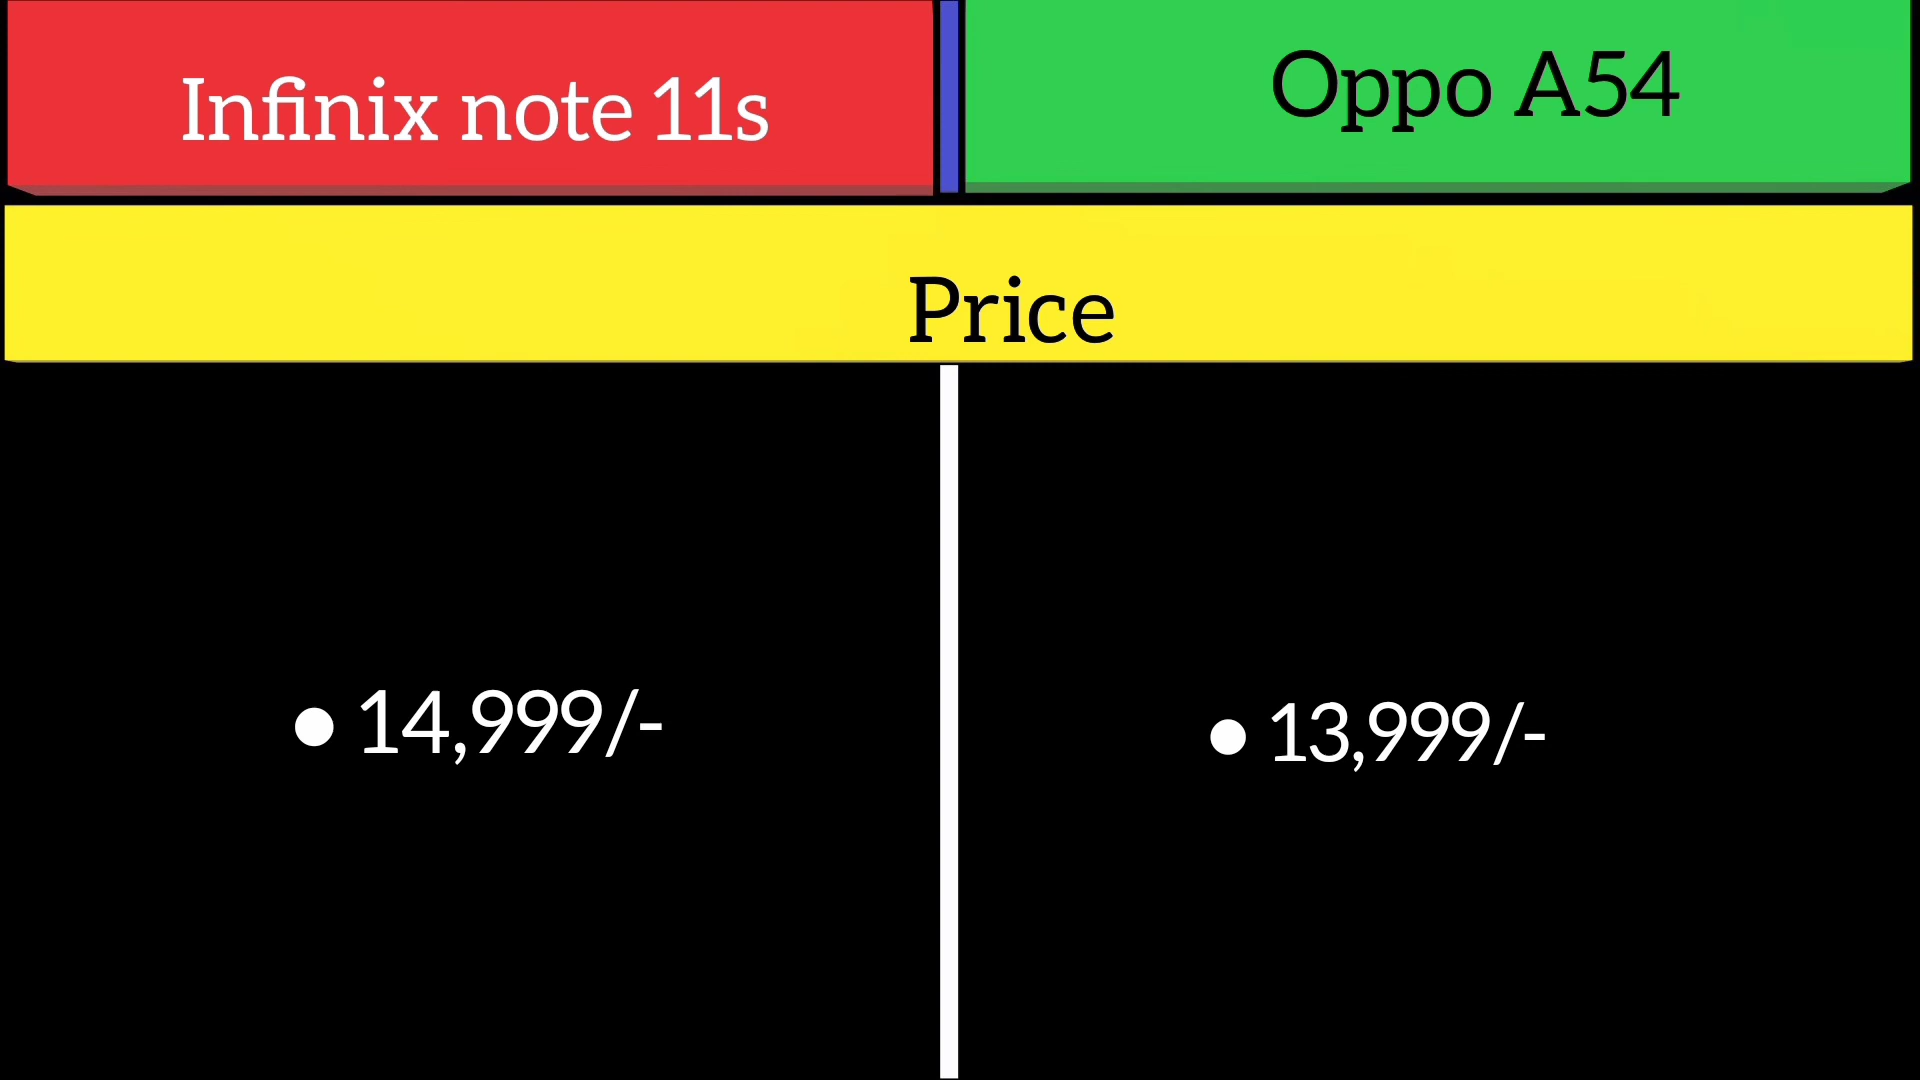 Infinix note 11s
Oppo A54
Price
● 14,999/-
● 13,999/-